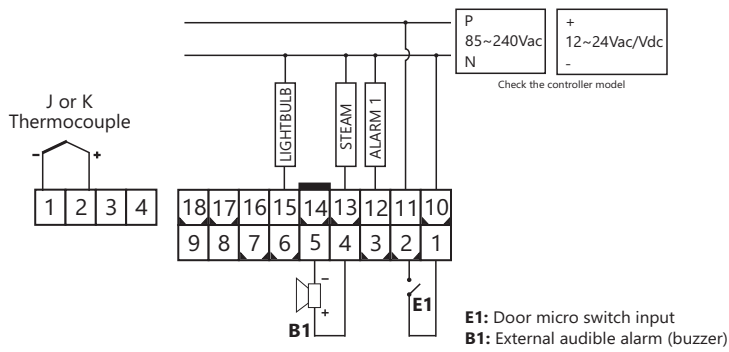 P
85~240Vac
N
+
12~24Vac/Vdc
-
Check the controller model
J or K
Thermocouple
- +
LIGHTBULB
STEAM
ALARM 1
1 2 3 4
18 17 16 15 14 13 12 11 10
9 8 7 6 5 4 3 2 1
-
+
B1
E1
E1: Door micro switch input
B1: External audible alarm (buzzer)